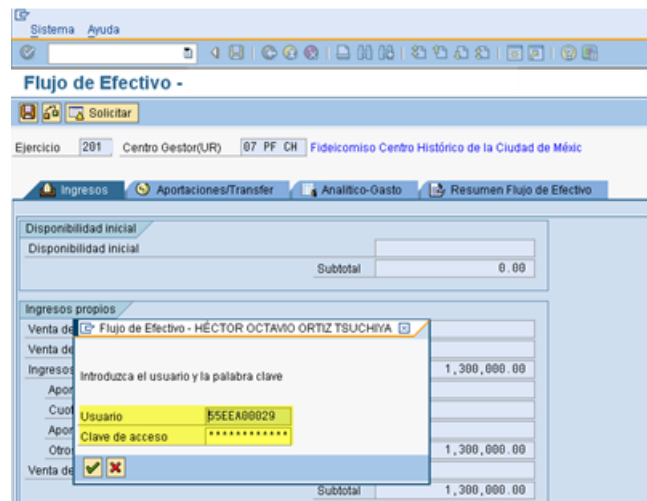 Sistema Ayuda
Flujo de Efectivo -
Solicitar
Ejercicio 201 Centro Gestor(UR) 07 PF CH Fideicomiso Centro Histórico de la Ciudad de Méxic
Ingresos Aportaciones/Transfer Analítico-Gasto Resumen Flujo de Efectivo
Disponibilidad inicial
Disponibilidad inicial
Subtotal 0.00
Ingresos propios
Venta de
Flujo de Efectivo - HÉCTOR OCTAVIO ORTIZ TSUCHIYA
Venta de
Ingresos 1,300,000.00
Introduzca el usuario y la palabra clave
Apor
Cuot
Usuario 55EEA00029
Apor
Clave de acceso ************
Otro 1,300,000.00
Venta de
Subtotal 1,300,000.00